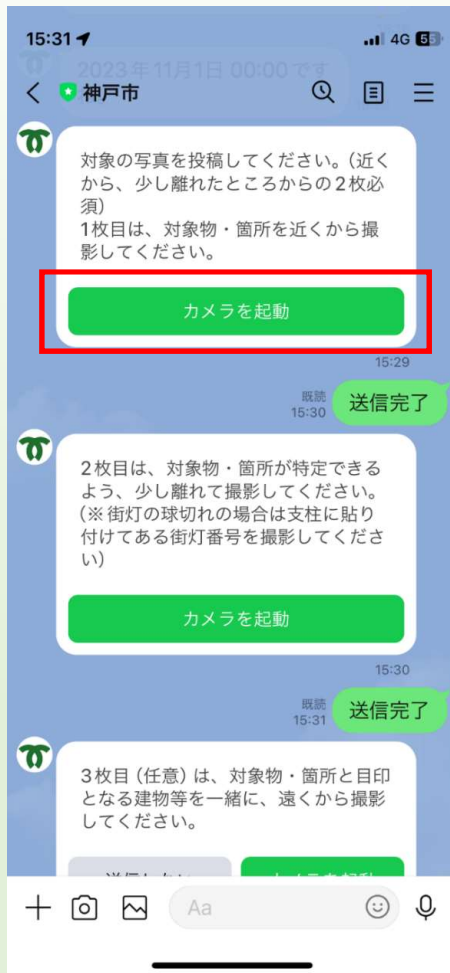 15:31
4G 55
2023年11月1日 00:00です
神戸市
対象の写真を投稿してください。（近く
から、少し離れたところからの２枚必
須）
1枚目は、対象物・箇所を近くから撮
影してください。
カメラを起動
15:29
既読
15:30
送信完了
2枚目は、対象物・箇所が特定できる
よう、少し離れて撮影してください。
（※街灯の球切れの場合は支柱に貼り
付けてある街灯番号を撮影してくださ
い）
カメラを起動
15:30
既読
15:31
送信完了
3枚目（任意）は、対象物・箇所と目印
となる建物等を一緒に、遠くから撮影
してください。
Aa